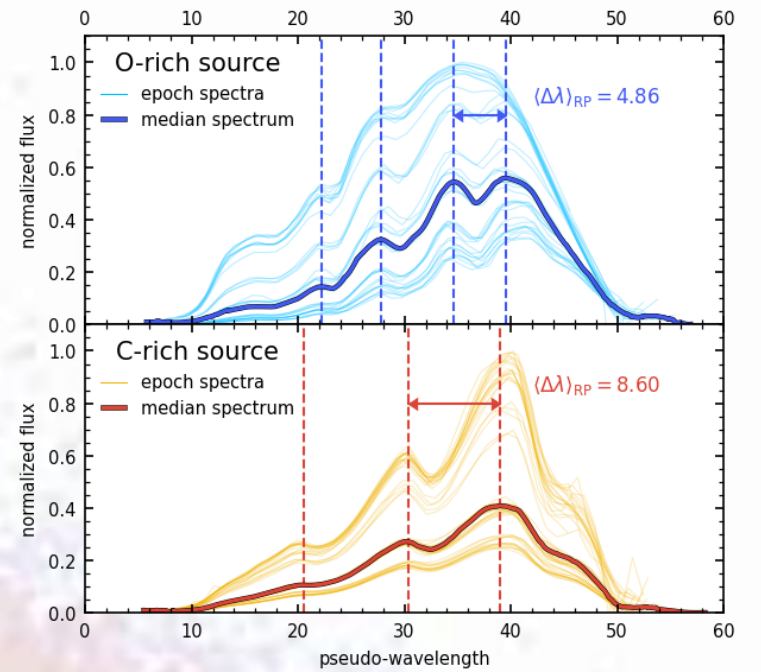 0 10 20 30 40 50 60
O-rich source
epoch spectra
median spectrum
⟨Δλ⟩RP = 4.86
normalized flux
1.0
0.8
0.6
0.4
0.2
0.0
C-rich source
epoch spectra
median spectrum
⟨Δλ⟩RP = 8.60
normalized flux
1.0
0.8
0.6
0.4
0.2
0.0
0 10 20 30 40 50 60
pseudo-wavelength